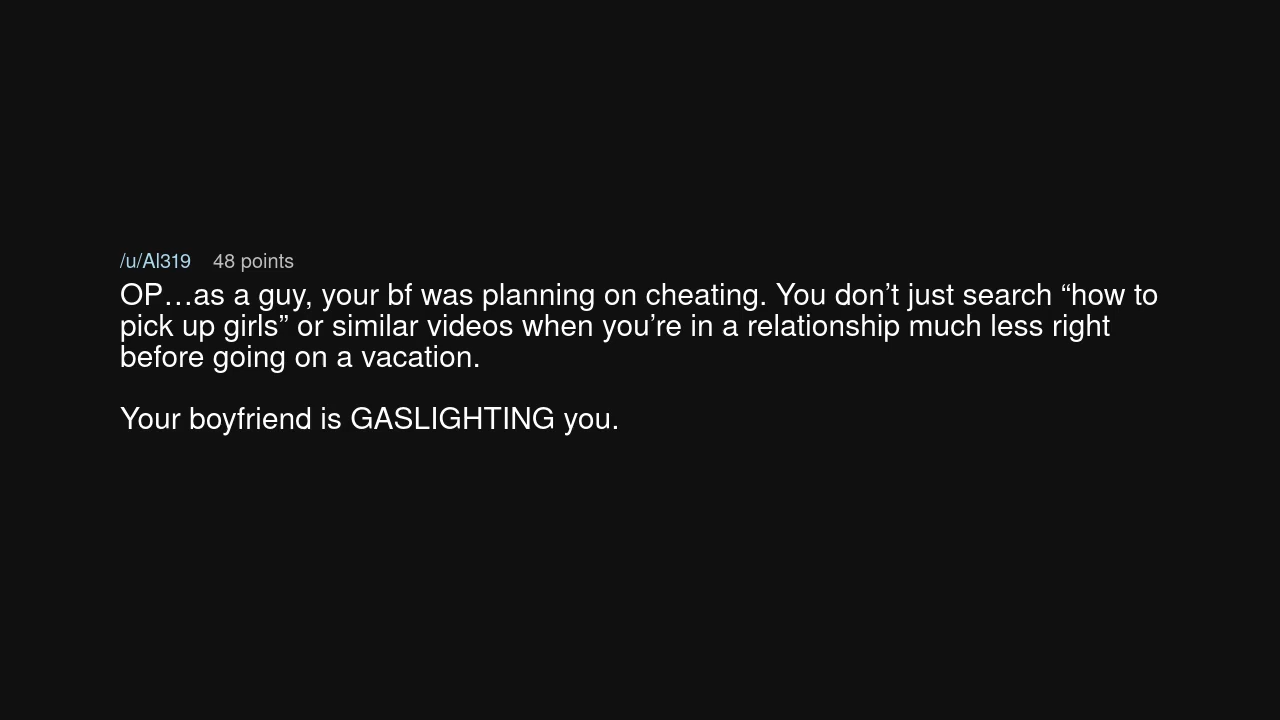 /u/Al319 48 points
OP…as a guy, your bf was planning on cheating. You don’t just search “how to
pick up girls” or similar videos when you’re in a relationship much less right
before going on a vacation.
Your boyfriend is GASLIGHTING you.